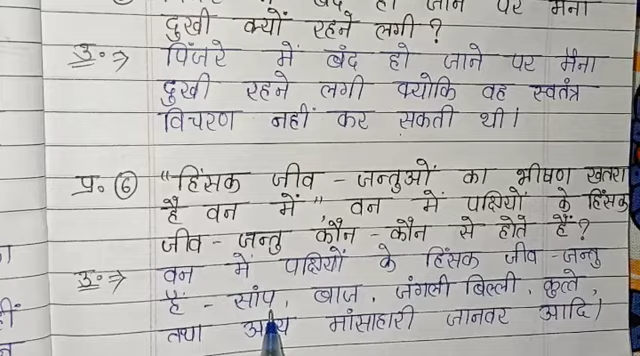 बंद हो जाने पर मैना
दुखी क्यों रहने लगी ?
उ॰⇒ पिंजरे में बंद हो जाने पर मैना
दुखी रहने लगी क्योकि वह स्वतंत्र
विचरण नहीं कर सकती थी।
प्र. ⑥ "हिंसक जीव - जन्तुओं का भीषण खतरा
है वन में", वन में पक्षियों के हिंसक
जीव - जन्तु कौन - कौन से होते हैं ?
उ॰⇒ वन में पक्षियों के हिंसक जीव - जन्तु
हैं - सांप, बाज, जंगली बिल्ली, कुत्ते,
तथा अन्य मांसाहारी जानवर आदि।